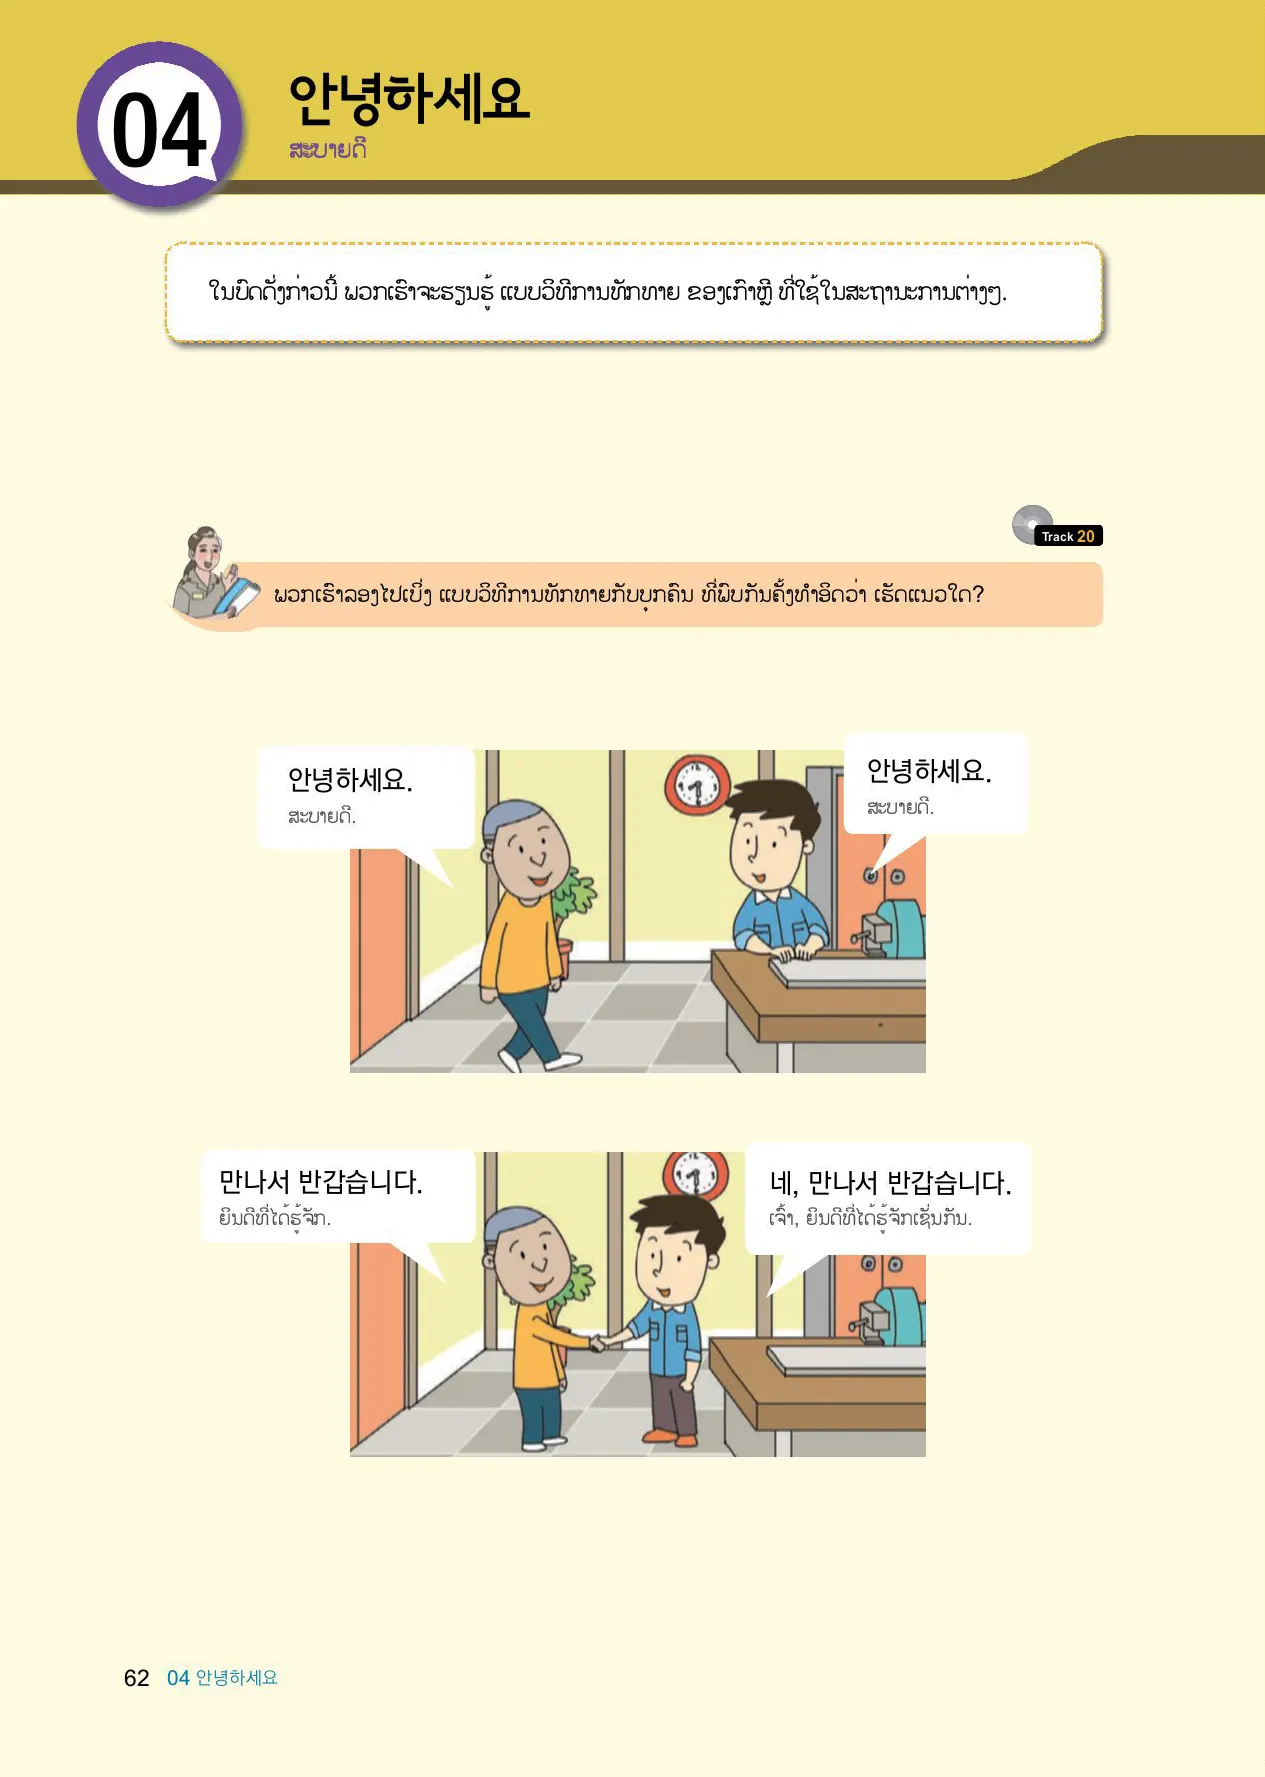 04
안녕하세요
ສະບາຍດີ
ໃນບົດດັ່ງກ່າວນີ້ ພວກເຮົາຈະຮຽນຮູ້ ແບບວິທີການທັກທາຍ ຂອງເກົາຫຼີ ທີ່ໃຊ້ໃນສະຖານະການຕ່າງໆ.
Track 20
ພວກເຮົາລອງໄປເບິ່ງ ແບບວິທີການທັກທາຍກັບບຸກຄົນ ທີ່ພົບກັນຄັ້ງທຳອິດວ່າ ເຮັດແນວໃດ?
안녕하세요.
ສະບາຍດີ.
안녕하세요.
ສະບາຍດີ.
만나서 반갑습니다.
ຍິນດີທີ່ໄດ້ຮູ້ຈັກ.
네, 만나서 반갑습니다.
ເຈົ້າ, ຍິນດີທີ່ໄດ້ຮູ້ຈັກເຊັ່ນກັນ.
62 04 안녕하세요